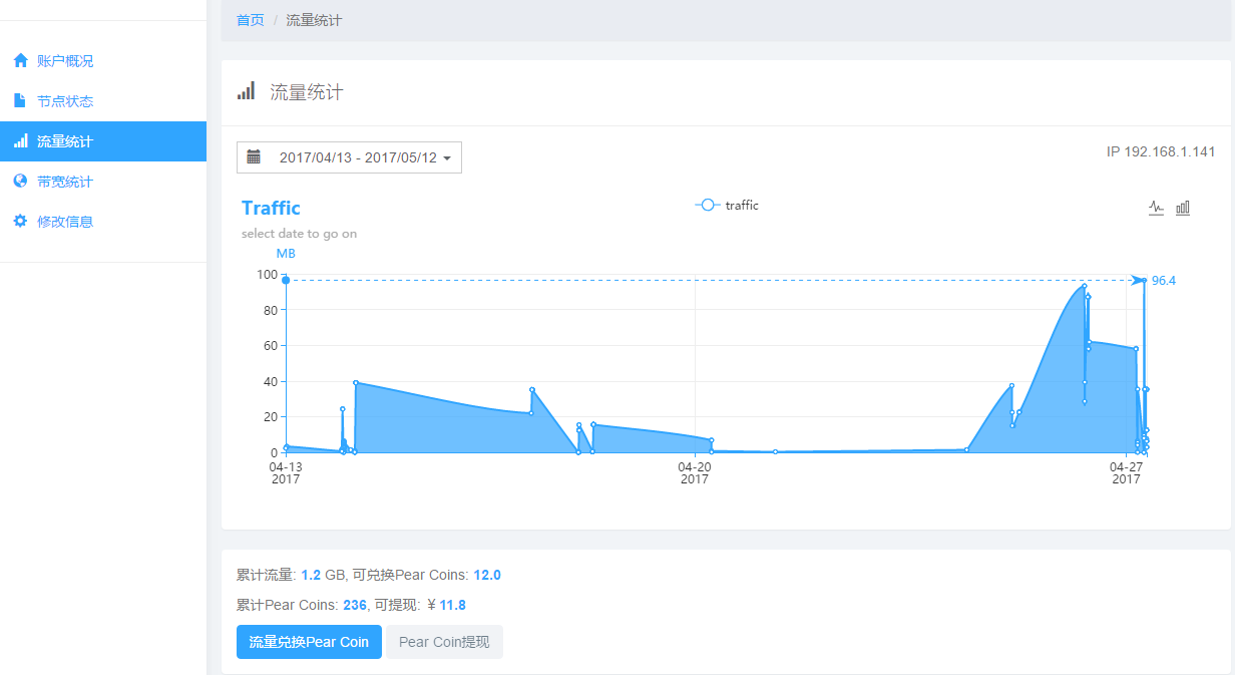 首页 / 流量统计
账户概况
节点状态
流量统计
带宽统计
修改信息
流量统计
2017/04/13 - 2017/05/12
IP 192.168.1.141
Traffic
traffic
select date to go on
MB
100
96.4
80
60
40
20
0
04-13
2017
04-20
2017
04-27
2017
累计流量: 1.2 GB, 可兑换Pear Coins: 12.0
累计Pear Coins: 236, 可提现: ¥ 11.8
流量兑换Pear Coin
Pear Coin提现